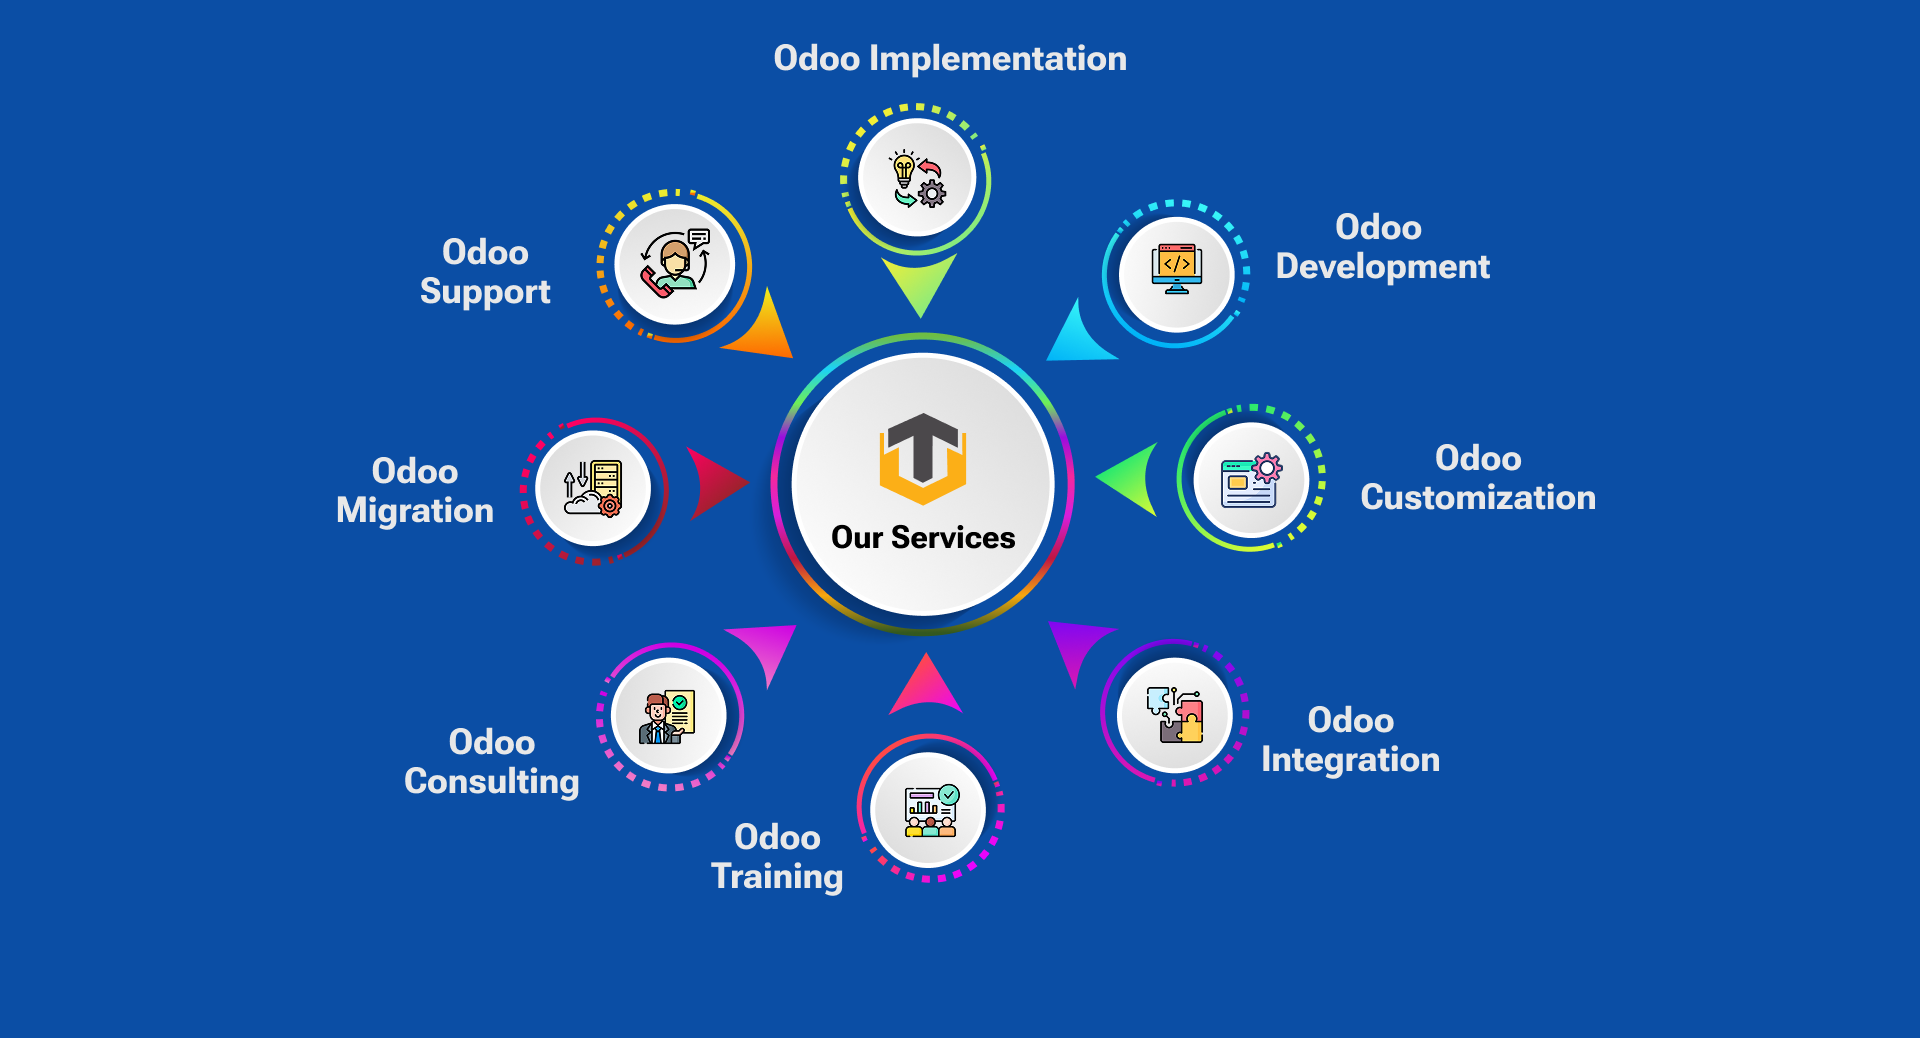 Odoo Implementation
Odoo
Development
Odoo
Support
Odoo
Customization
Odoo
Migration
Our Services
Odoo
Integration
Odoo
Consulting
Odoo
Training